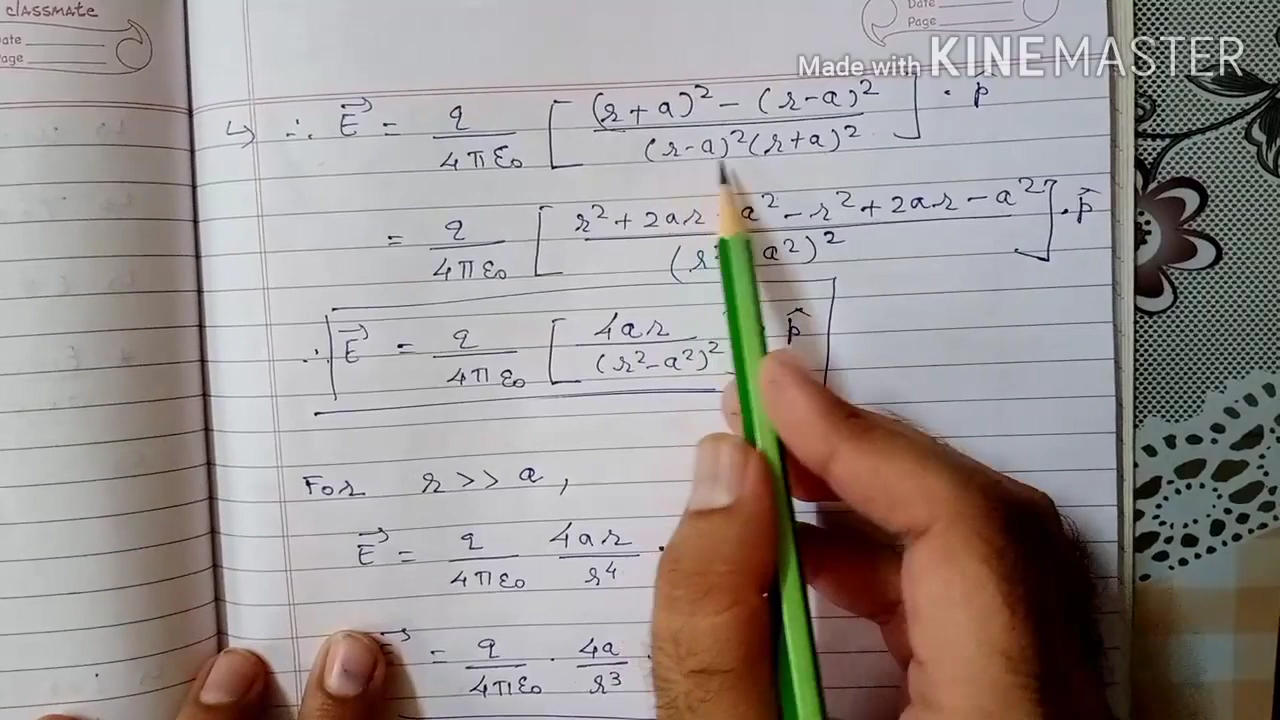 classmate
Date
Page
Date
Page
Made with KINEMASTER
↳ ∴ E⃗ = q/4πε₀ [ (r+a)² − (r−a)² / (r−a)²(r+a)² ] · p̂
= q/4πε₀ [ r² + 2ar a² − r² + 2ar − a² / (r² a²)² ] · p̂
∴ E⃗ = q/4πε₀ [ 4ar / (r²−a²)² p̂
For r >> a ,
E⃗ = q/4πε₀ 4ar/r⁴ ·
= q/4πε₀ · 4a/r³ ·